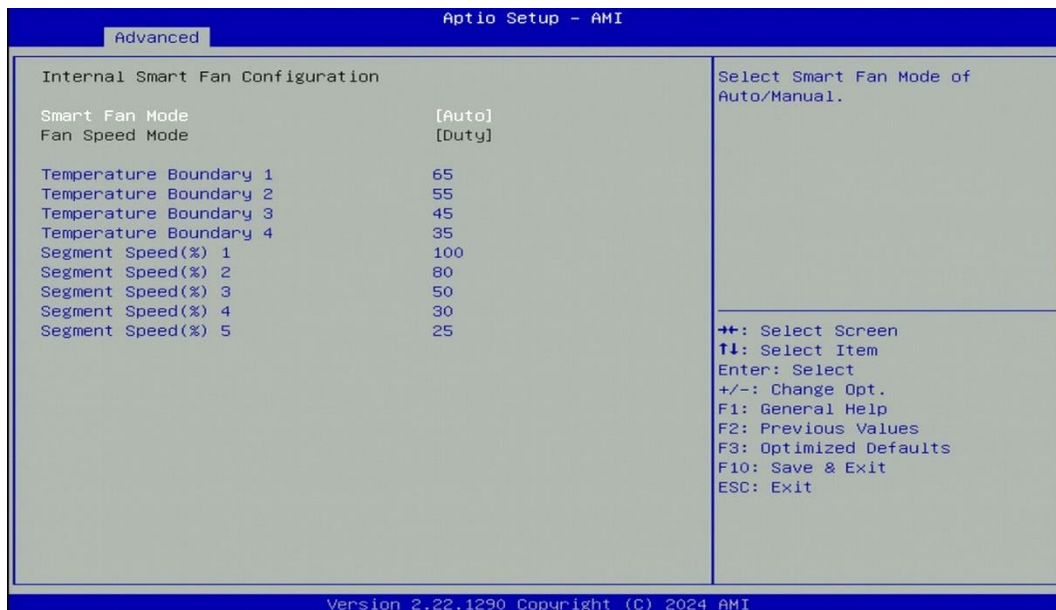 Aptio Setup – AMI
Advanced
Internal Smart Fan Configuration
Smart Fan Mode [Auto]
Fan Speed Mode [Duty]
Temperature Boundary 1 65
Temperature Boundary 2 55
Temperature Boundary 3 45
Temperature Boundary 4 35
Segment Speed(%) 1 100
Segment Speed(%) 2 80
Segment Speed(%) 3 50
Segment Speed(%) 4 30
Segment Speed(%) 5 25
Select Smart Fan Mode of
Auto/Manual.
→←: Select Screen
↑↓: Select Item
Enter: Select
+/-: Change Opt.
F1: General Help
F2: Previous Values
F3: Optimized Defaults
F10: Save & Exit
ESC: Exit
Version 2.22.1290 Copyright (C) 2024 AMI